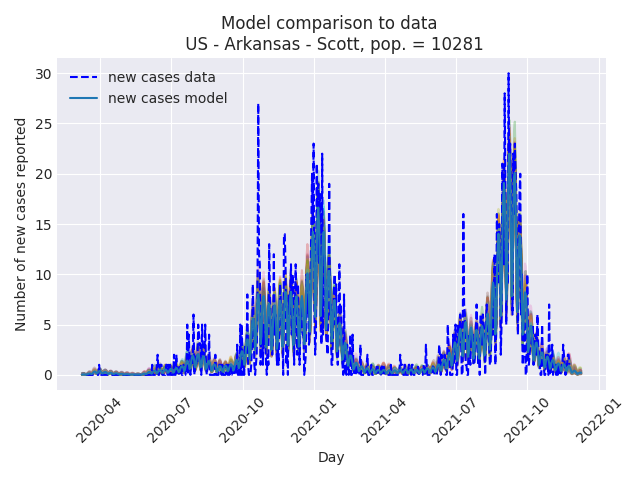 Model comparison to data
US - Arkansas - Scott, pop. = 10281
new cases data
new cases model
Number of new cases reported
30
25
20
15
10
5
0
2020-04
2020-07
2020-10
2021-01
2021-04
2021-07
2021-10
2022-01
Day